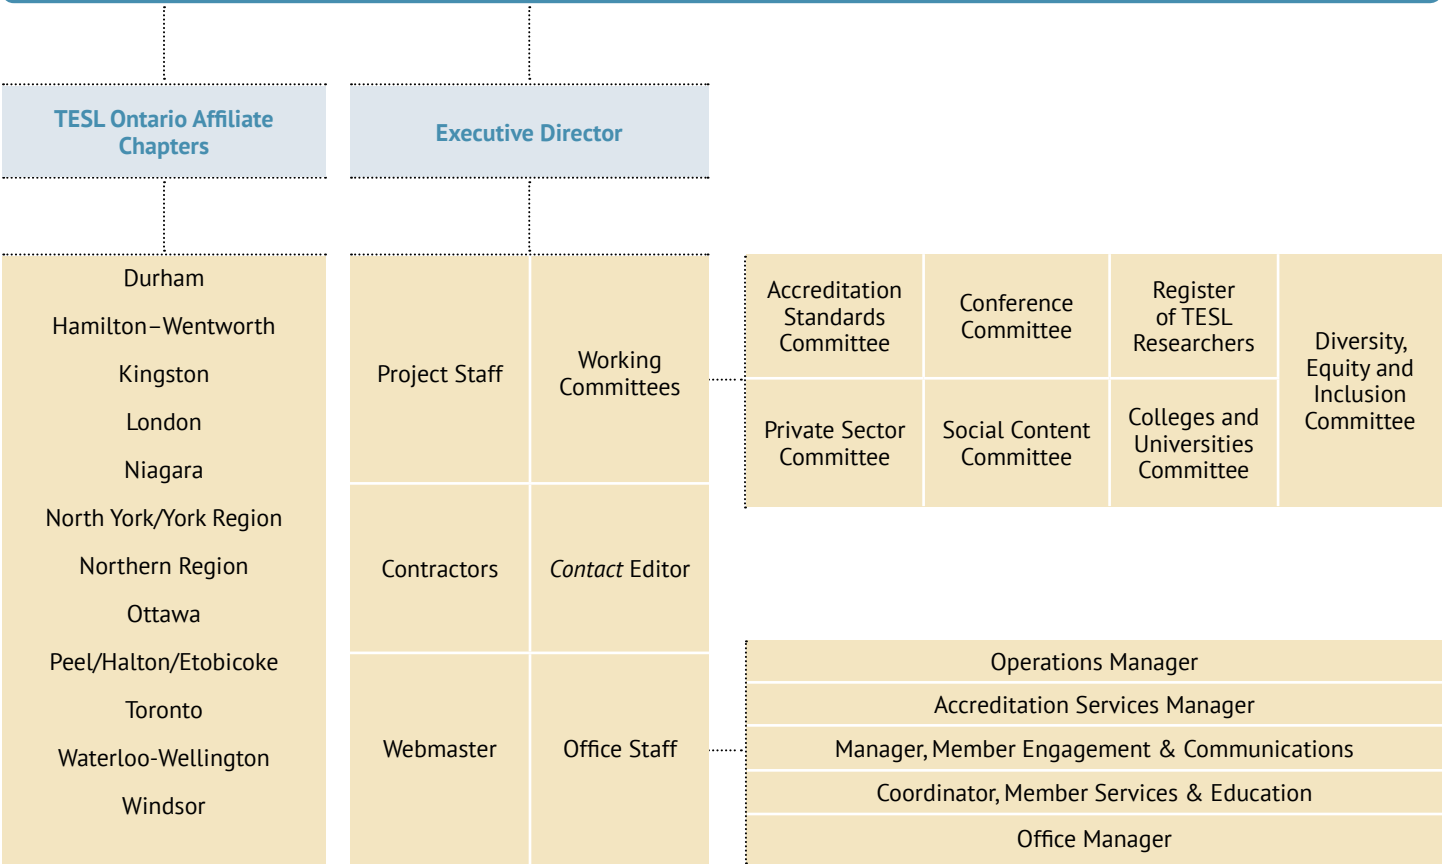 TESL Ontario Affiliate
Chapters
Executive Director
Durham
Hamilton–Wentworth
Kingston
London
Niagara
North York/York Region
Northern Region
Ottawa
Peel/Halton/Etobicoke
Toronto
Waterloo-Wellington
Windsor
Project Staff
Working
Committees
Contractors
Contact Editor
Webmaster
Office Staff
Accreditation
Standards
Committee
Conference
Committee
Register
of TESL
Researchers
Diversity,
Equity and
Inclusion
Committee
Private Sector
Committee
Social Content
Committee
Colleges and
Universities
Committee
Operations Manager
Accreditation Services Manager
Manager, Member Engagement & Communications
Coordinator, Member Services & Education
Office Manager